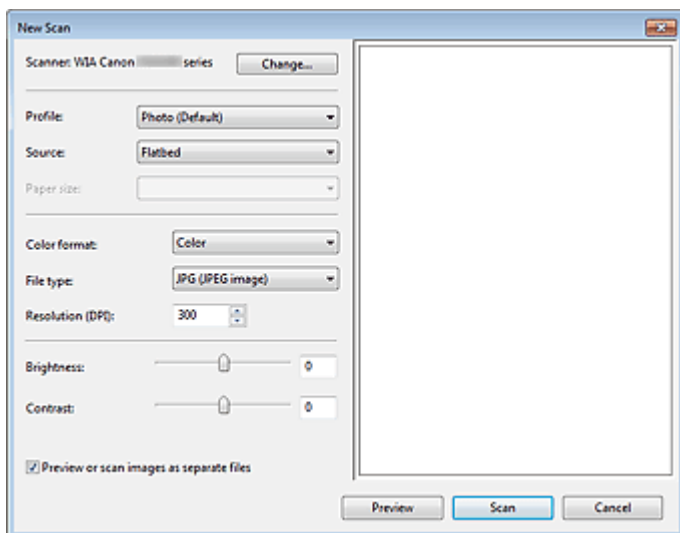 New Scan
Scanner: WIA Canon series
Change...
Profile: Photo (Default)
Source: Flatbed
Paper size:
Color format: Color
File type: JPG (JPEG image)
Resolution (DPI): 300
Brightness: 0
Contrast: 0
Preview or scan images as separate files
Preview Scan Cancel